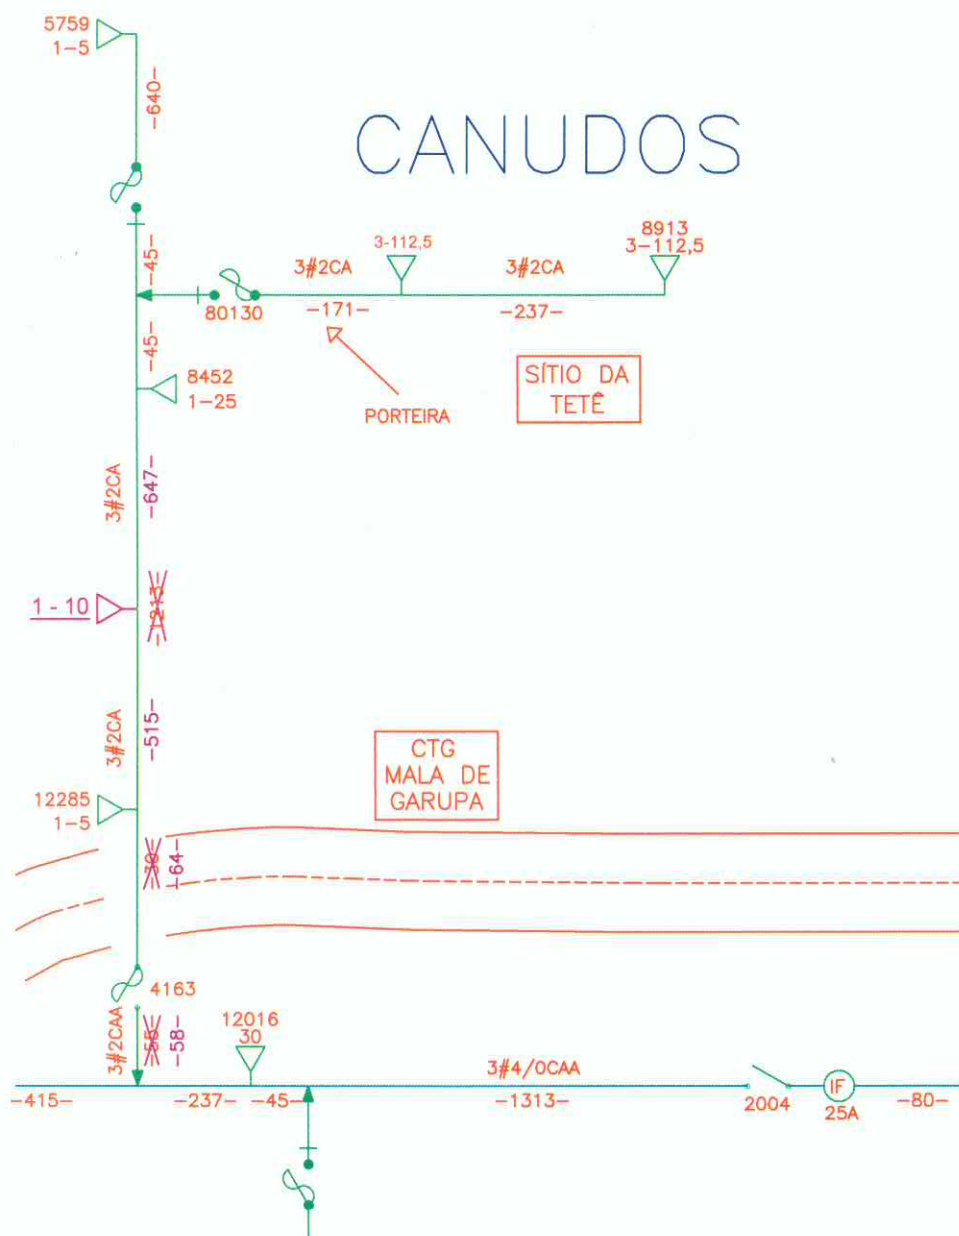 5759
1-5
-640-
CANUDOS
3-112,5
8913
3-112,5
-45-
3#2CA
3#2CA
80130
-171-
-237-
-45-
8452
1-25
SÍTIO DA
TETÊ
PORTEIRA
3#2CA
-647-
1 - 10
3#2CA
-515-
CTG
MALA DE
GARUPA
12285
1-5
-64-
4163
3#2CAA
-58-
12016
30
3#4/0CAA
IF
-415-
-237-
-45-
-1313-
2004
25A
-80-